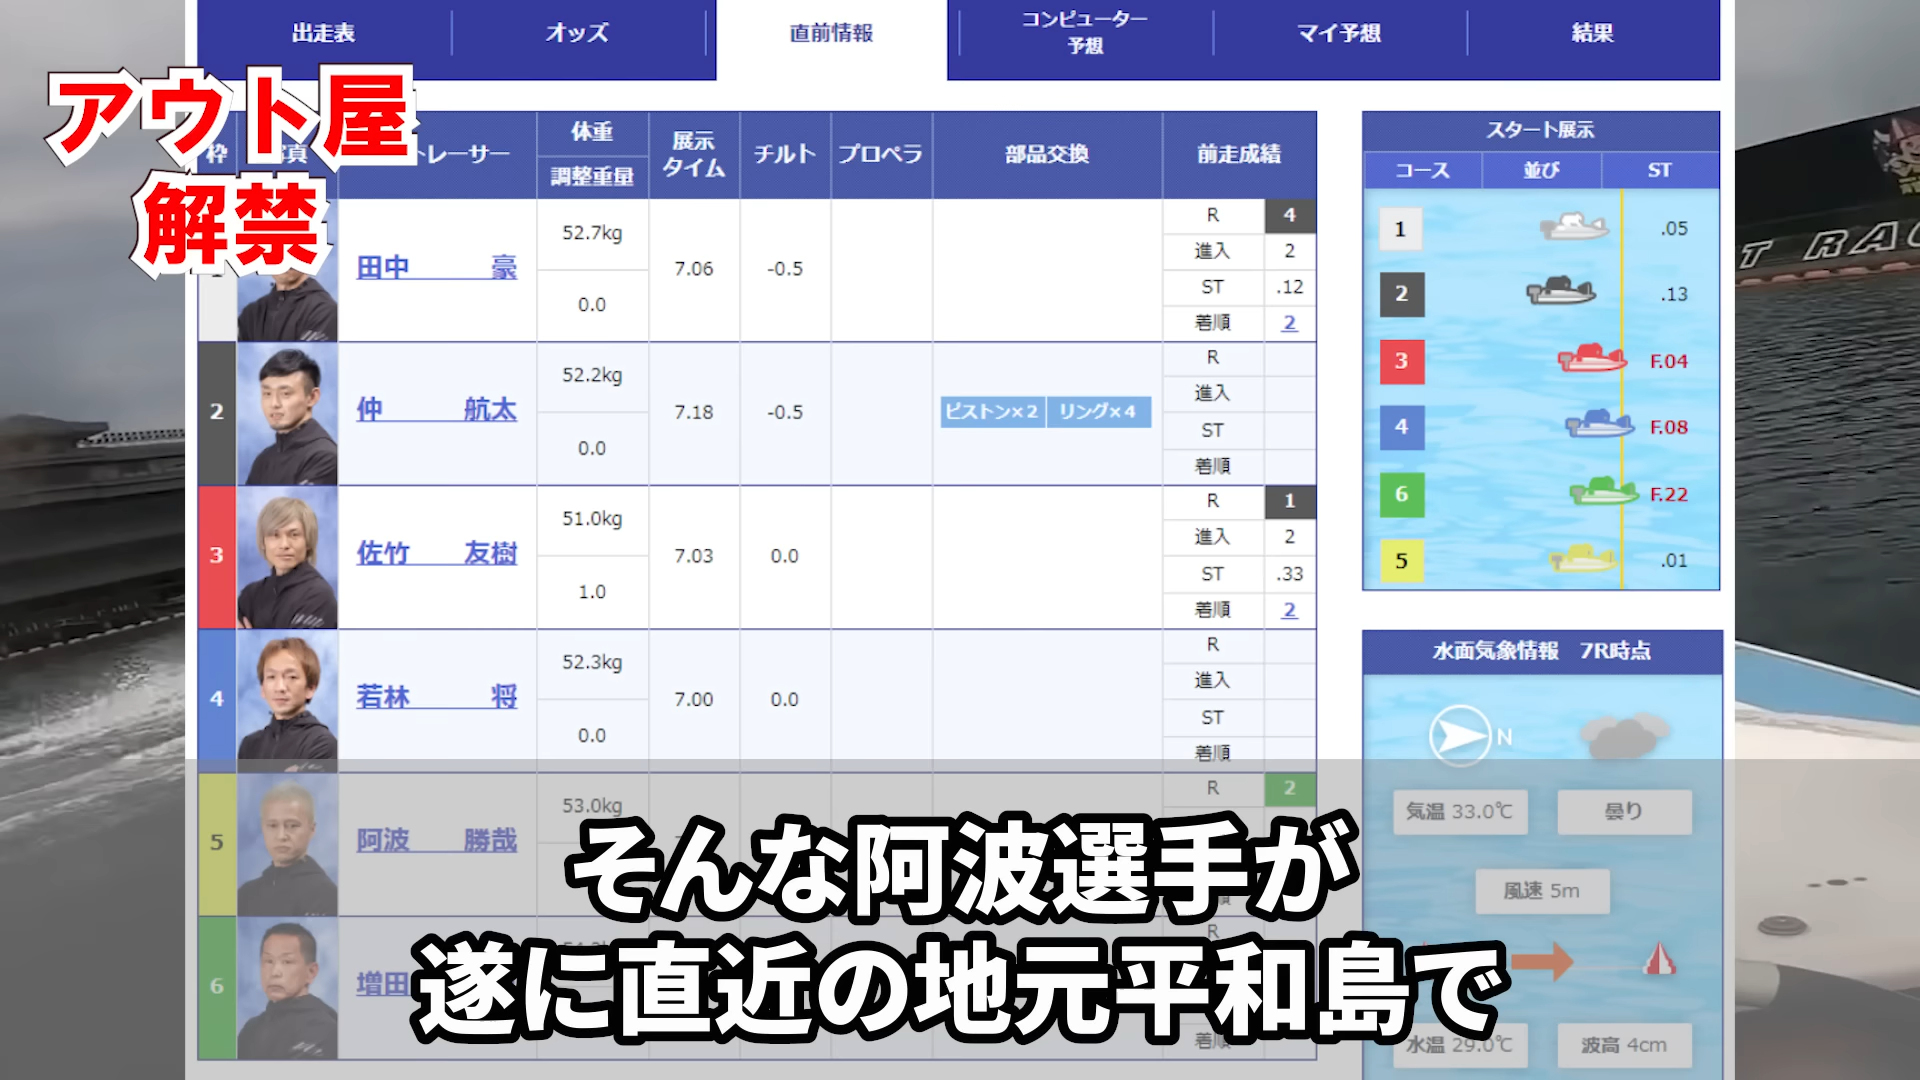 出走表
オッズ
直前情報
コンピューター
予想
マイ予想
結果
アウト屋
解禁
枠
体重
調整重量
展示
タイム
チルト
プロペラ
部品交換
前走成績
田中 豪
52.7kg
0.0
7.06
-0.5
R 4
進入 2
ST .12
着順 2
2
仲 航太
52.2kg
0.0
7.18
-0.5
ピストン×2 リング×4
R
進入
ST
着順
3
佐竹 友樹
51.0kg
1.0
7.03
0.0
R 1
進入 2
ST .33
着順 2
4
若林 将
52.3kg
0.0
7.00
0.0
R
進入
ST
着順
5
阿波 勝哉
53.0kg
R 2
6
増田
R
着順
スタート展示
コース 並び ST
1 .05
2 .13
3 F.04
4 F.08
6 F.22
5 .01
水面気象情報 7R時点
N
気温 33.0℃
曇り
風速 5m
水温 29.0℃
波高 4cm
そんな阿波選手が
遂に直近の地元平和島で